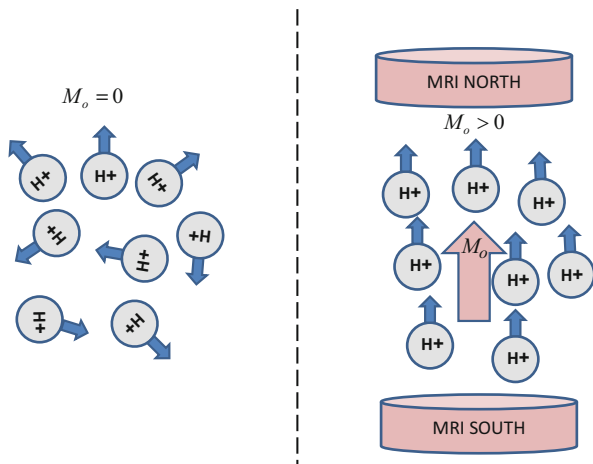 M_o = 0
H+ H+ H+
H+ H+ H+
H+ H+
MRI NORTH
M_o > 0
H+ H+ H+
H+ M_o H+ H+
H+ H+
MRI SOUTH